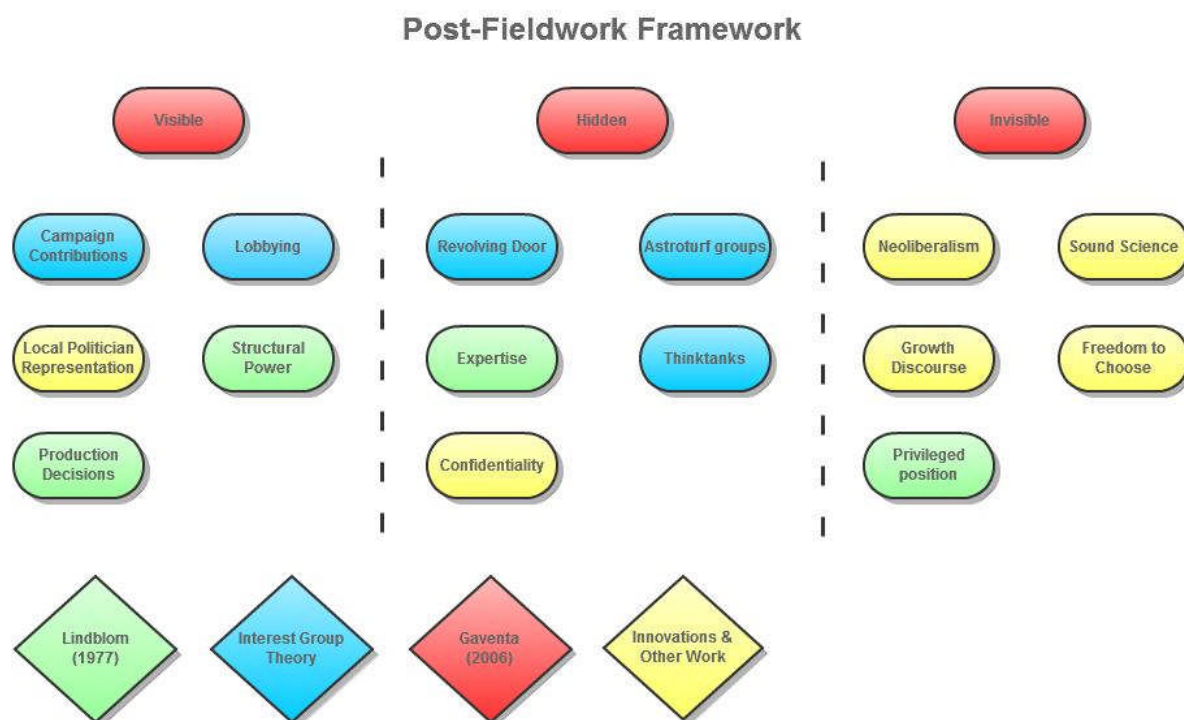 Post-Fieldwork Framework
Visible
Hidden
Invisible
Campaign
Contributions
Lobbying
Revolving Door
Astroturf groups
Neoliberalism
Sound Science
Local Politician
Representation
Structural
Power
Expertise
Thinktanks
Growth
Discourse
Freedom to
Choose
Production
Decisions
Confidentiality
Privileged
position
Lindblom
(1977)
Interest Group
Theory
Gaventa
(2006)
Innovations &
Other Work